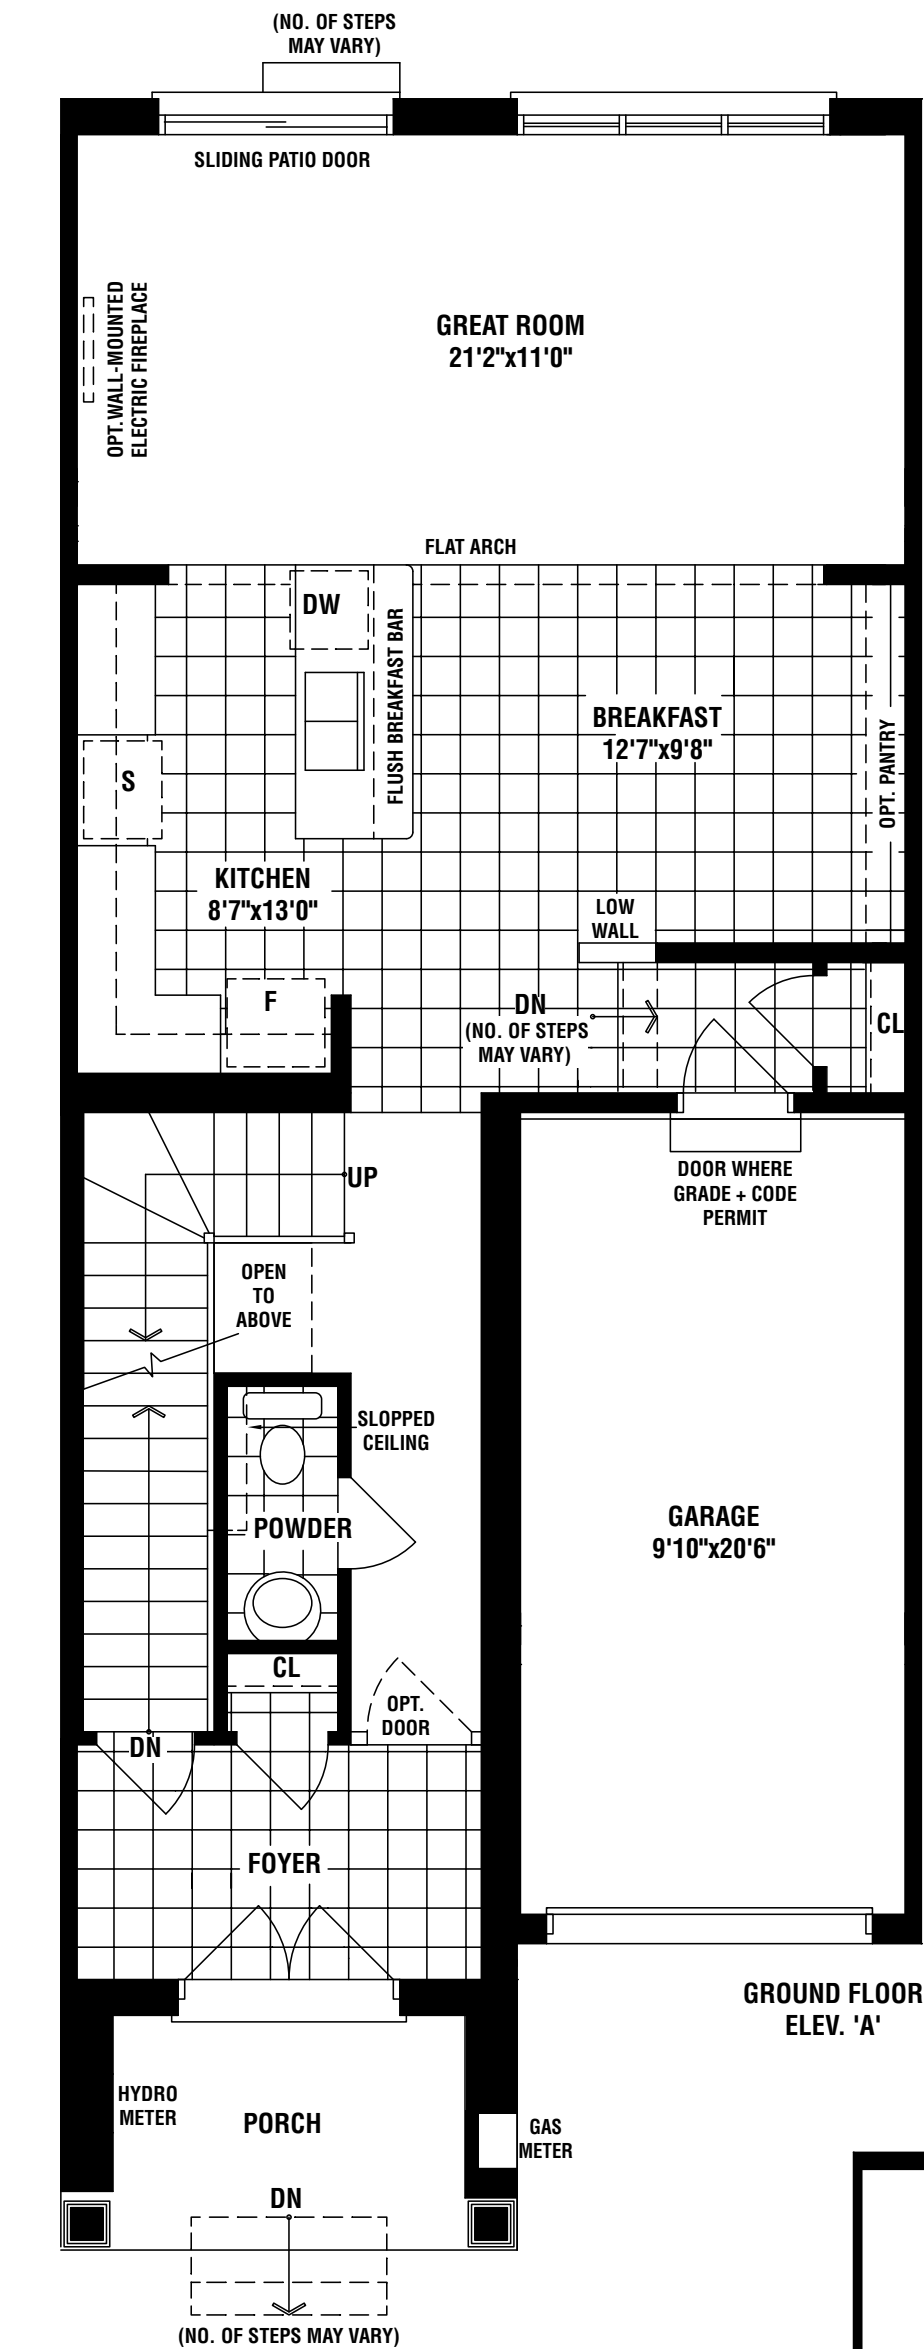 (NO. OF STEPS
MAY VARY)
SLIDING PATIO DOOR
OPT.WALL-MOUNTED
ELECTRIC FIREPLACE
GREAT ROOM
21'2"x11'0"
FLAT ARCH
DW
FLUSH BREAKFAST BAR
BREAKFAST
12'7"x9'8"
OPT. PANTRY
S
KITCHEN
8'7"x13'0"
LOW
WALL
F
DN
(NO. OF STEPS
MAY VARY)
CL
UP
DOOR WHERE
GRADE + CODE
PERMIT
OPEN
TO
ABOVE
SLOPPED
CEILING
POWDER
GARAGE
9'10"x20'6"
CL
OPT.
DOOR
DN
FOYER
GROUND FLOOR
ELEV. 'A'
HYDRO
METER
PORCH
GAS
METER
DN
(NO. OF STEPS MAY VARY)